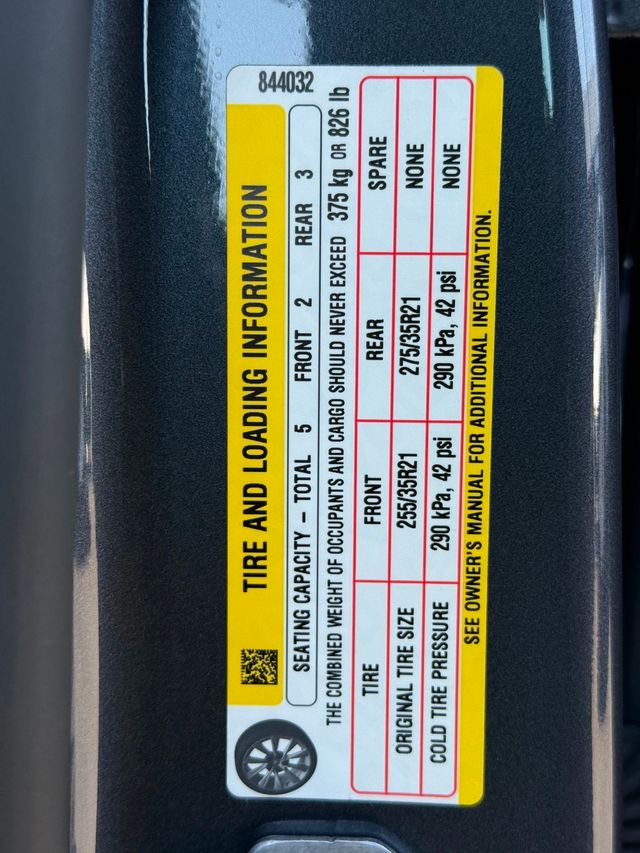 844032
TIRE AND LOADING INFORMATION
SEATING CAPACITY – TOTAL 5 FRONT 2 REAR 3
THE COMBINED WEIGHT OF OCCUPANTS AND CARGO SHOULD NEVER EXCEED 375 kg OR 826 lb
TIRE FRONT REAR SPARE
ORIGINAL TIRE SIZE 255/35R21 275/35R21 NONE
COLD TIRE PRESSURE 290 kPa, 42 psi 290 kPa, 42 psi NONE
SEE OWNER'S MANUAL FOR ADDITIONAL INFORMATION.